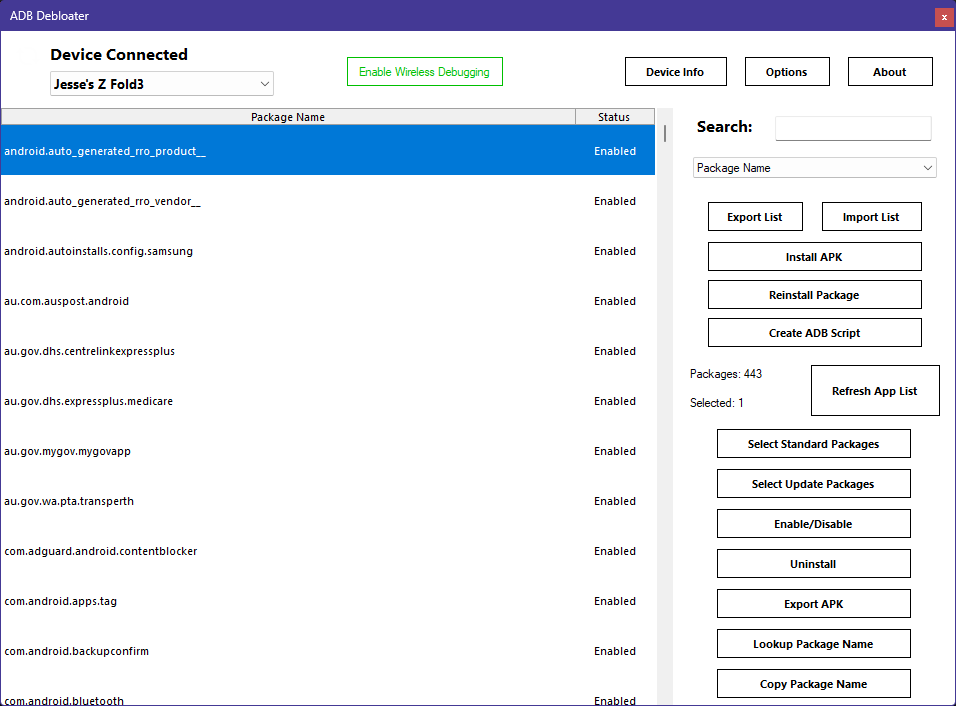 ADB Debloater
x
Device Connected
Jesse's Z Fold3
Enable Wireless Debugging
Device Info
Options
About
Package Name Status
android.auto_generated_rro_product__ Enabled
android.auto_generated_rro_vendor__ Enabled
android.autoinstalls.config.samsung Enabled
au.com.auspost.android Enabled
au.gov.dhs.centrelinkexpressplus Enabled
au.gov.dhs.expressplus.medicare Enabled
au.gov.mygov.mygovapp Enabled
au.gov.wa.pta.transperth Enabled
com.adguard.android.contentblocker Enabled
com.android.apps.tag Enabled
com.android.backupconfirm Enabled
com.android.bluetooth Enabled
Search:
Package Name
Export List
Import List
Install APK
Reinstall Package
Create ADB Script
Packages: 443
Selected: 1
Refresh App List
Select Standard Packages
Select Update Packages
Enable/Disable
Uninstall
Export APK
Lookup Package Name
Copy Package Name